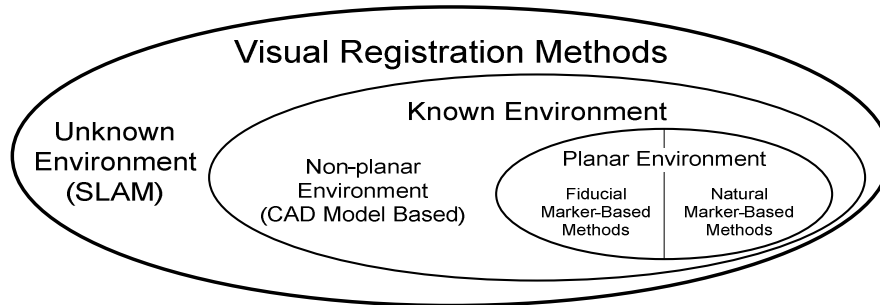 Visual Registration Methods
Known Environment
Unknown
Environment
(SLAM)
Non-planar
Environment
(CAD Model Based)
Planar Environment
Fiducial
Marker-Based
Methods
Natural
Marker-Based
Methods